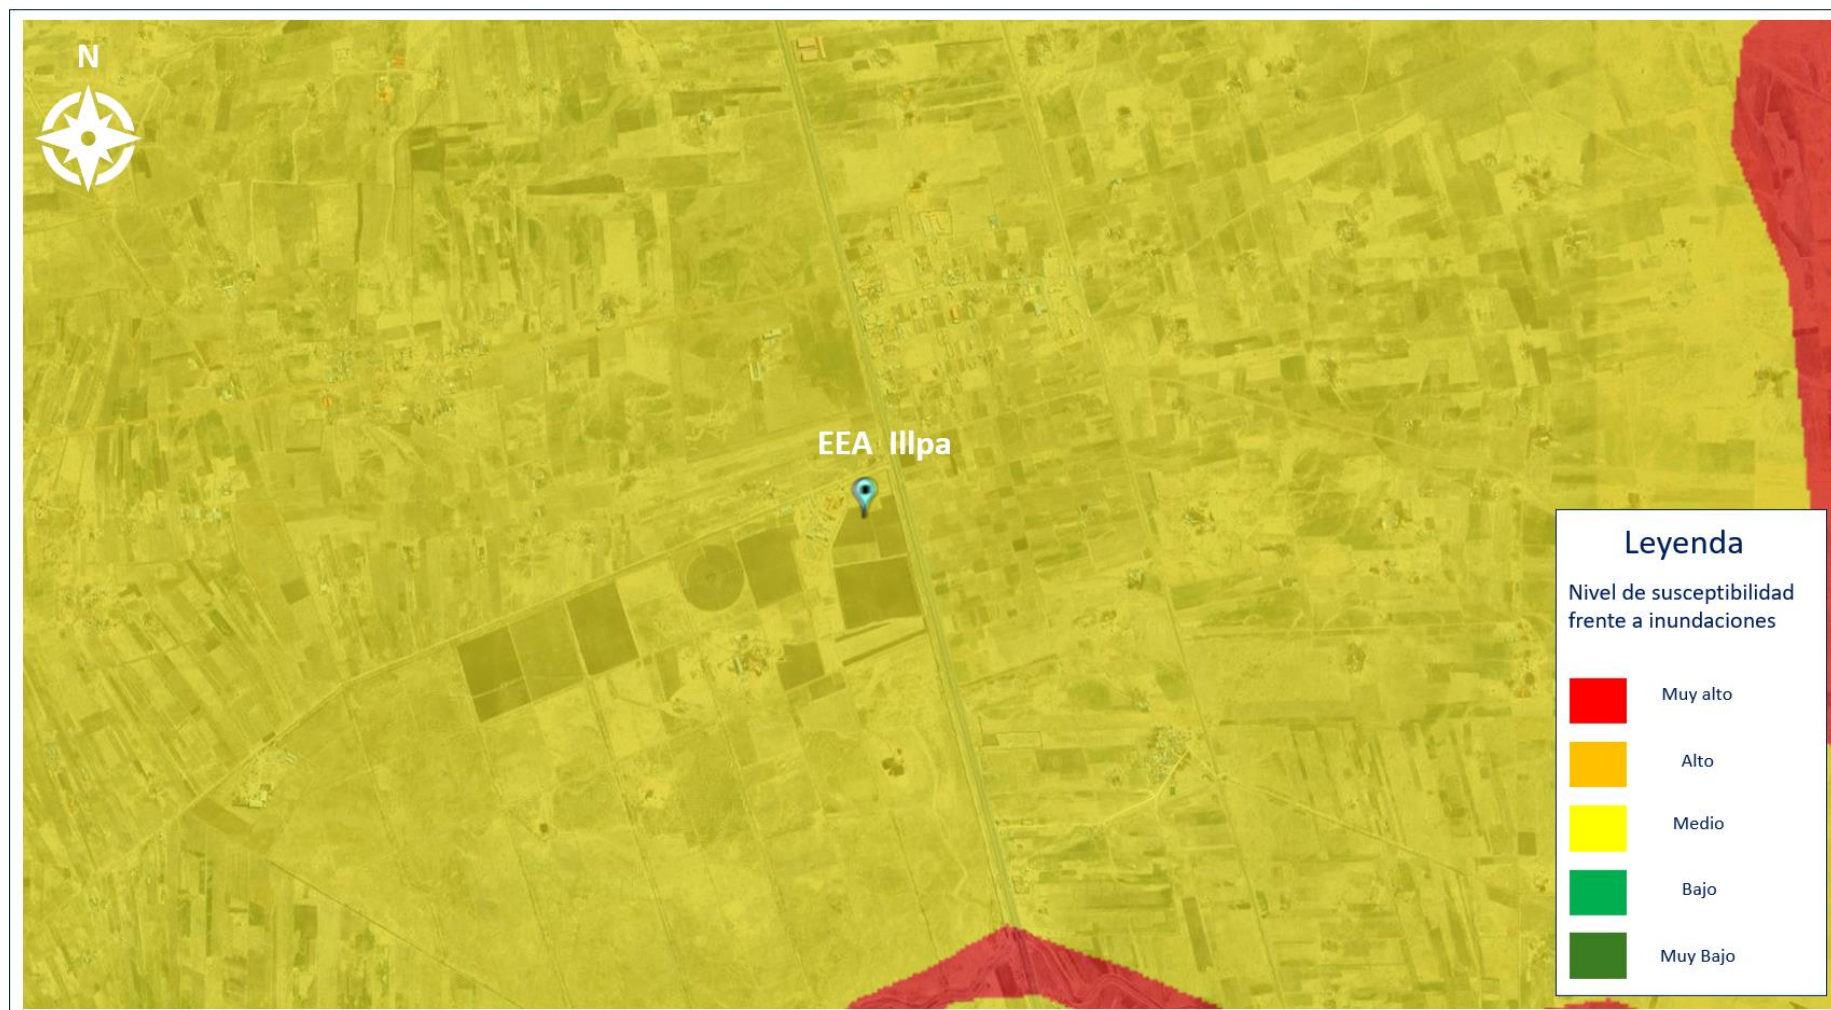 N
EEA Illpa
Leyenda
Nivel de susceptibilidad
frente a inundaciones
Muy alto
Alto
Medio
Bajo
Muy Bajo